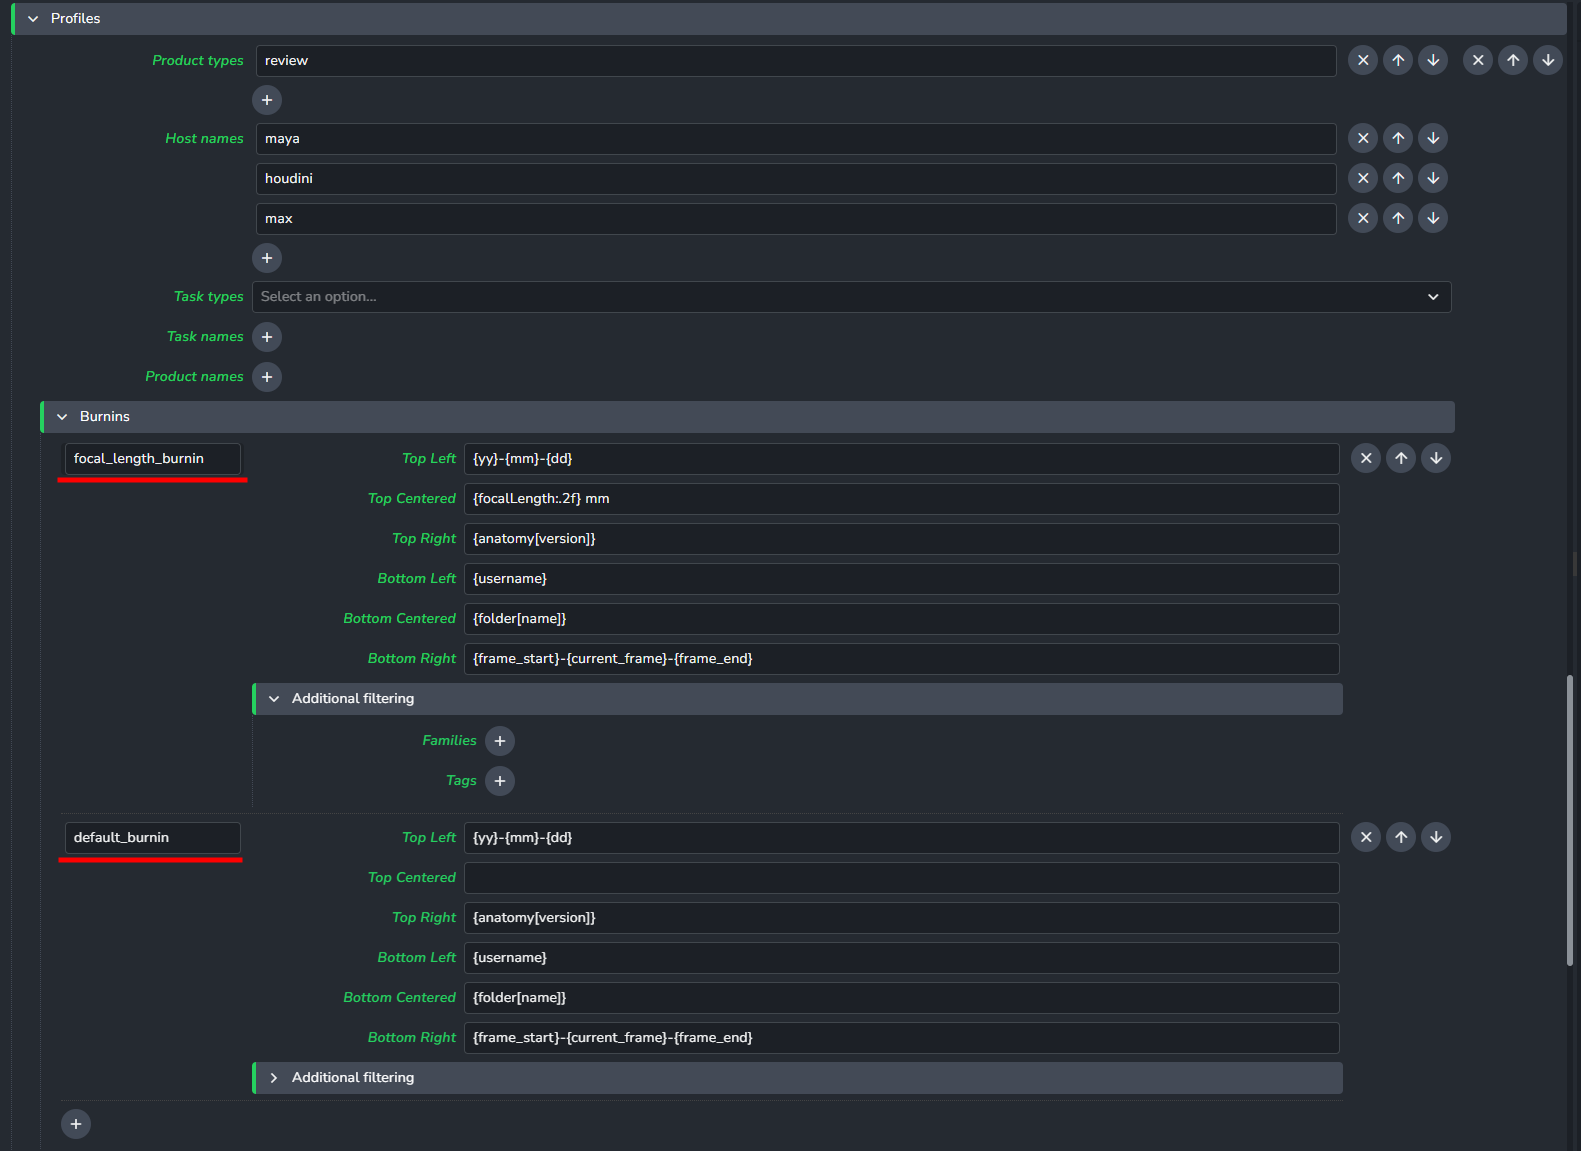 Profiles
Product types review
Host names maya
houdini
max
Task types Select an option...
Task names
Product names
Burnins
focal_length_burnin Top Left {yy}-{mm}-{dd}
Top Centered {focalLength:.2f} mm
Top Right {anatomy[version]}
Bottom Left {username}
Bottom Centered {folder[name]}
Bottom Right {frame_start}-{current_frame}-{frame_end}
Additional filtering
Families
Tags
default_burnin Top Left {yy}-{mm}-{dd}
Top Centered
Top Right {anatomy[version]}
Bottom Left {username}
Bottom Centered {folder[name]}
Bottom Right {frame_start}-{current_frame}-{frame_end}
Additional filtering